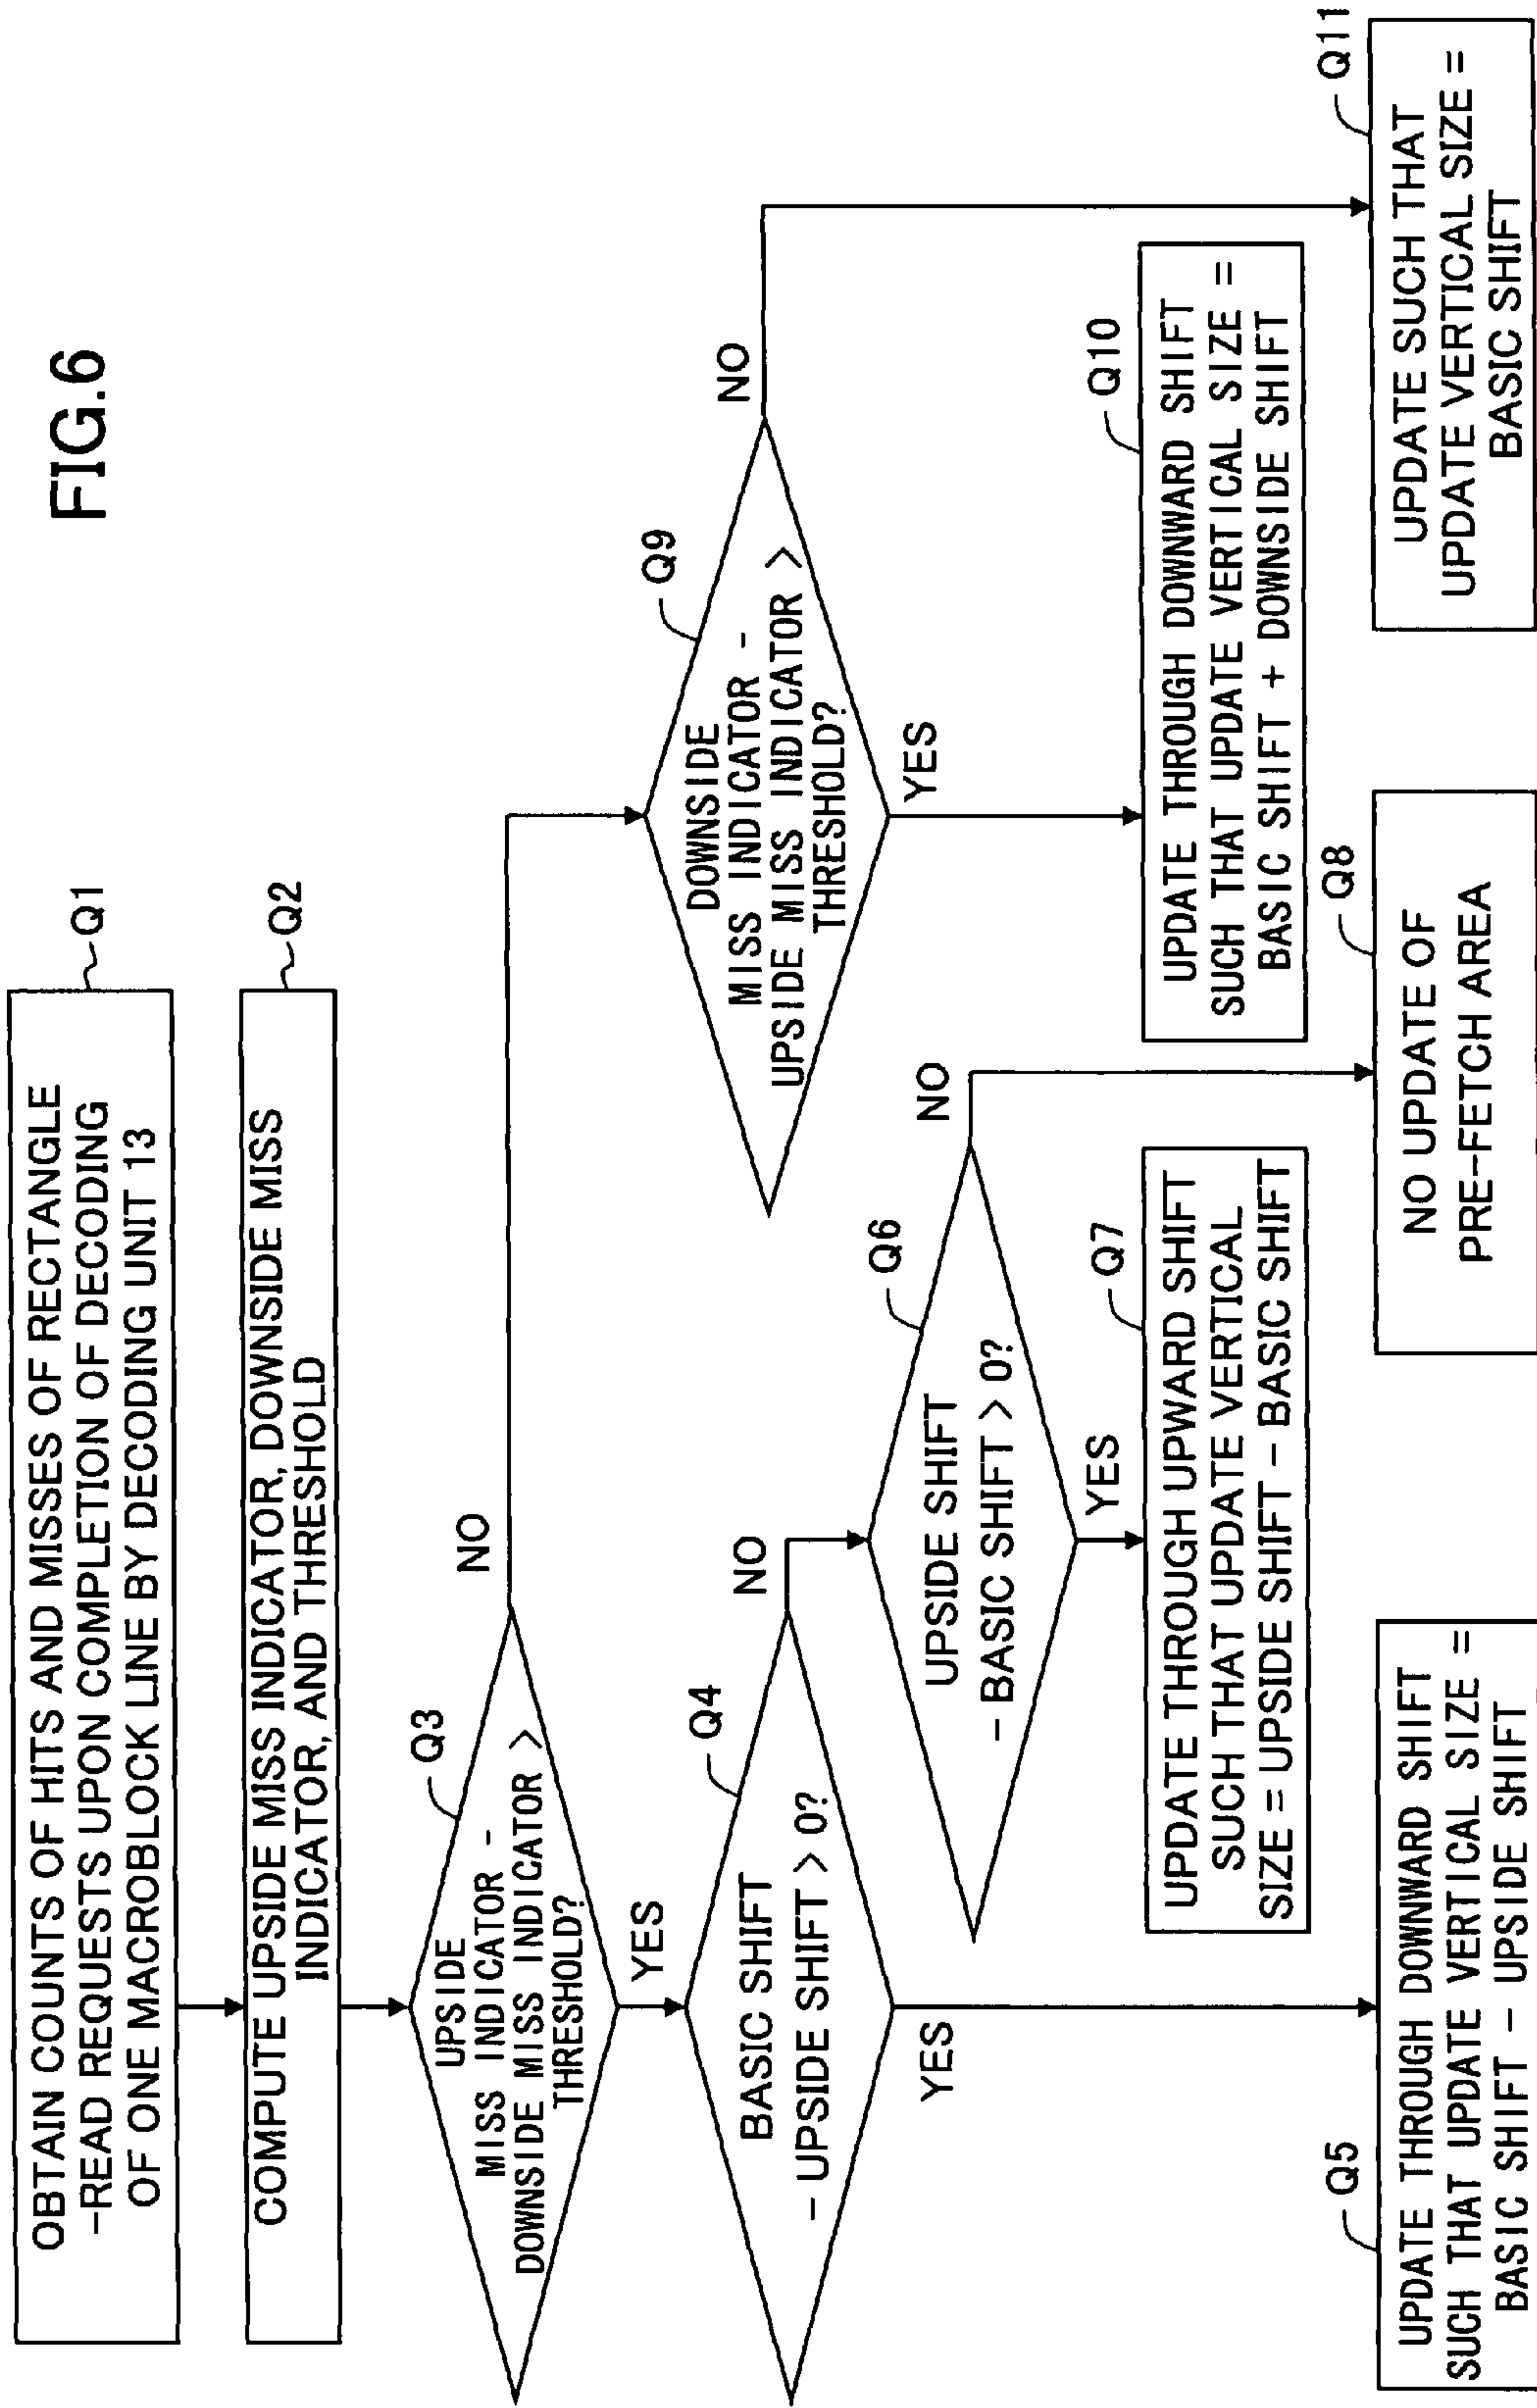 FIG.6
OBTAIN COUNTS OF HITS AND MISSES OF RECTANGLE
-READ REQUESTS UPON COMPLETION OF DECODING
OF ONE MACROBLOCK LINE BY DECODING UNIT 13
Q1
COMPUTE UPSIDE MISS INDICATOR, DOWNSIDE MISS
INDICATOR, AND THRESHOLD
Q2
UPSIDE
MISS INDICATOR -
DOWNSIDE MISS INDICATOR >
THRESHOLD?
Q3
NO
YES
BASIC SHIFT
- UPSIDE SHIFT > 0?
Q4
NO
YES
UPDATE THROUGH DOWNWARD SHIFT
SUCH THAT UPDATE VERTICAL SIZE =
BASIC SHIFT - UPSIDE SHIFT
Q5
UPSIDE SHIFT
- BASIC SHIFT > 0?
Q6
NO
YES
UPDATE THROUGH UPWARD SHIFT
SUCH THAT UPDATE VERTICAL
SIZE = UPSIDE SHIFT - BASIC SHIFT
Q7
NO UPDATE OF
PRE-FETCH AREA
Q8
DOWNSIDE
MISS INDICATOR -
UPSIDE MISS INDICATOR >
THRESHOLD?
Q9
NO
YES
UPDATE THROUGH DOWNWARD SHIFT
SUCH THAT UPDATE VERTICAL SIZE =
BASIC SHIFT + DOWNSIDE SHIFT
Q10
UPDATE SUCH THAT
UPDATE VERTICAL SIZE =
BASIC SHIFT
Q11